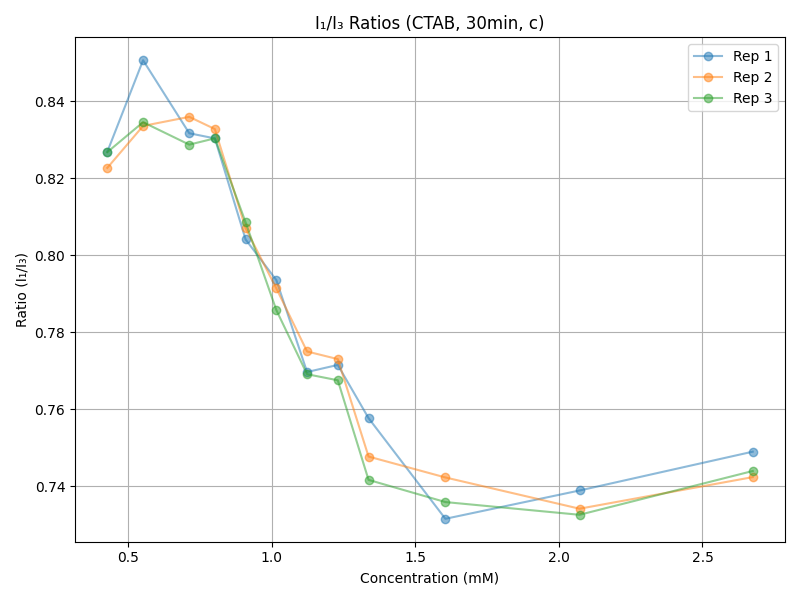 I₁/I₃ Ratios (CTAB, 30min, c)
Rep 1
Rep 2
Rep 3
Ratio (I₁/I₃)
0.84
0.82
0.80
0.78
0.76
0.74
0.5
1.0
1.5
2.0
2.5
Concentration (mM)